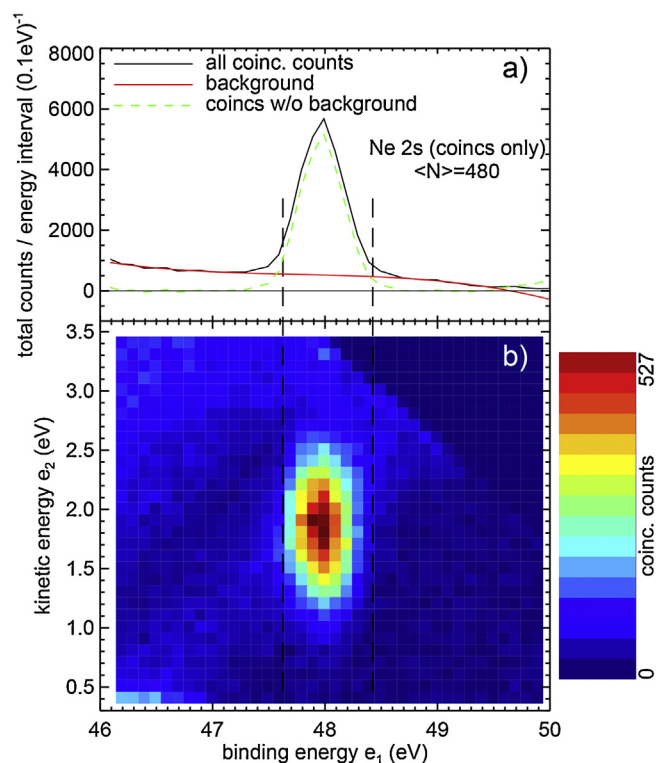 8000
6000
4000
2000
0
total counts / energy interval (0.1eV)⁻¹
all coinc. counts
background
coincs w/o background
a)
Ne 2s (coincs only)
<N>=480
3.5
3.0
2.5
2.0
1.5
1.0
0.5
kinetic energy e₂ (eV)
b)
527
coinc. counts
0
46 47 48 49 50
binding energy e₁ (eV)